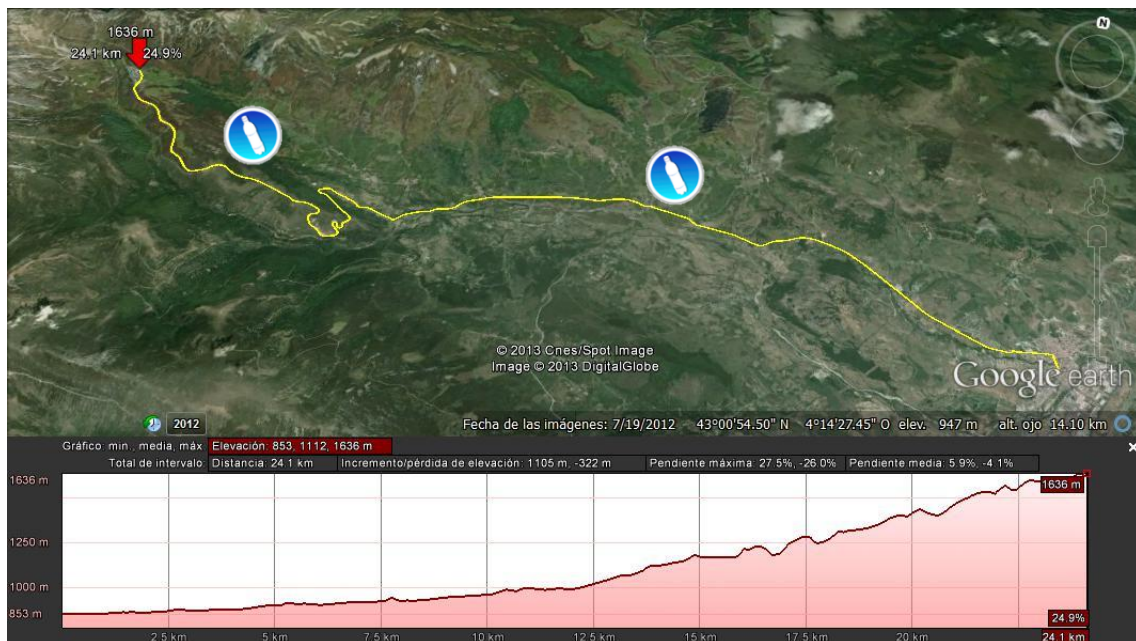 N
1636 m
24.1 km 24.9%
© 2013 Cnes/Spot Image
Image © 2013 DigitalGlobe
Google earth
2012
Fecha de las imágenes: 7/19/2012 43°00'54.50" N 4°14'27.45" O elev. 947 m alt. ojo 14.10 km
Gráfico: min., media, máx Elevación: 853, 1112, 1636 m
Total de intervalo Distancia: 24.1 km Incremento/pérdida de elevación: 1105 m, -322 m Pendiente máxima: 27.5%, -26.0% Pendiente media: 5.9%, -4.1%
1636 m 1636 m
1250 m
1000 m
853 m 24.9%
2.5 km 5 km 7.5 km 10 km 12.5 km 15 km 17.5 km 20 km 24.1 km